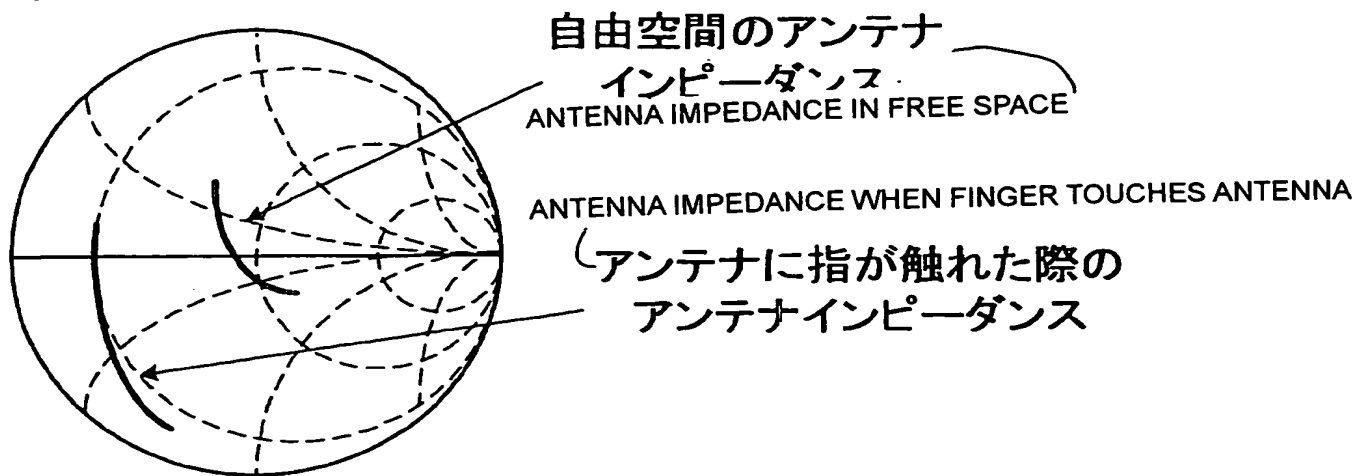 自由空間のアンテナ
インピーダンス
ANTENNA IMPEDANCE IN FREE SPACE
ANTENNA IMPEDANCE WHEN FINGER TOUCHES ANTENNA
アンテナに指が触れた際の
アンテナインピーダンス